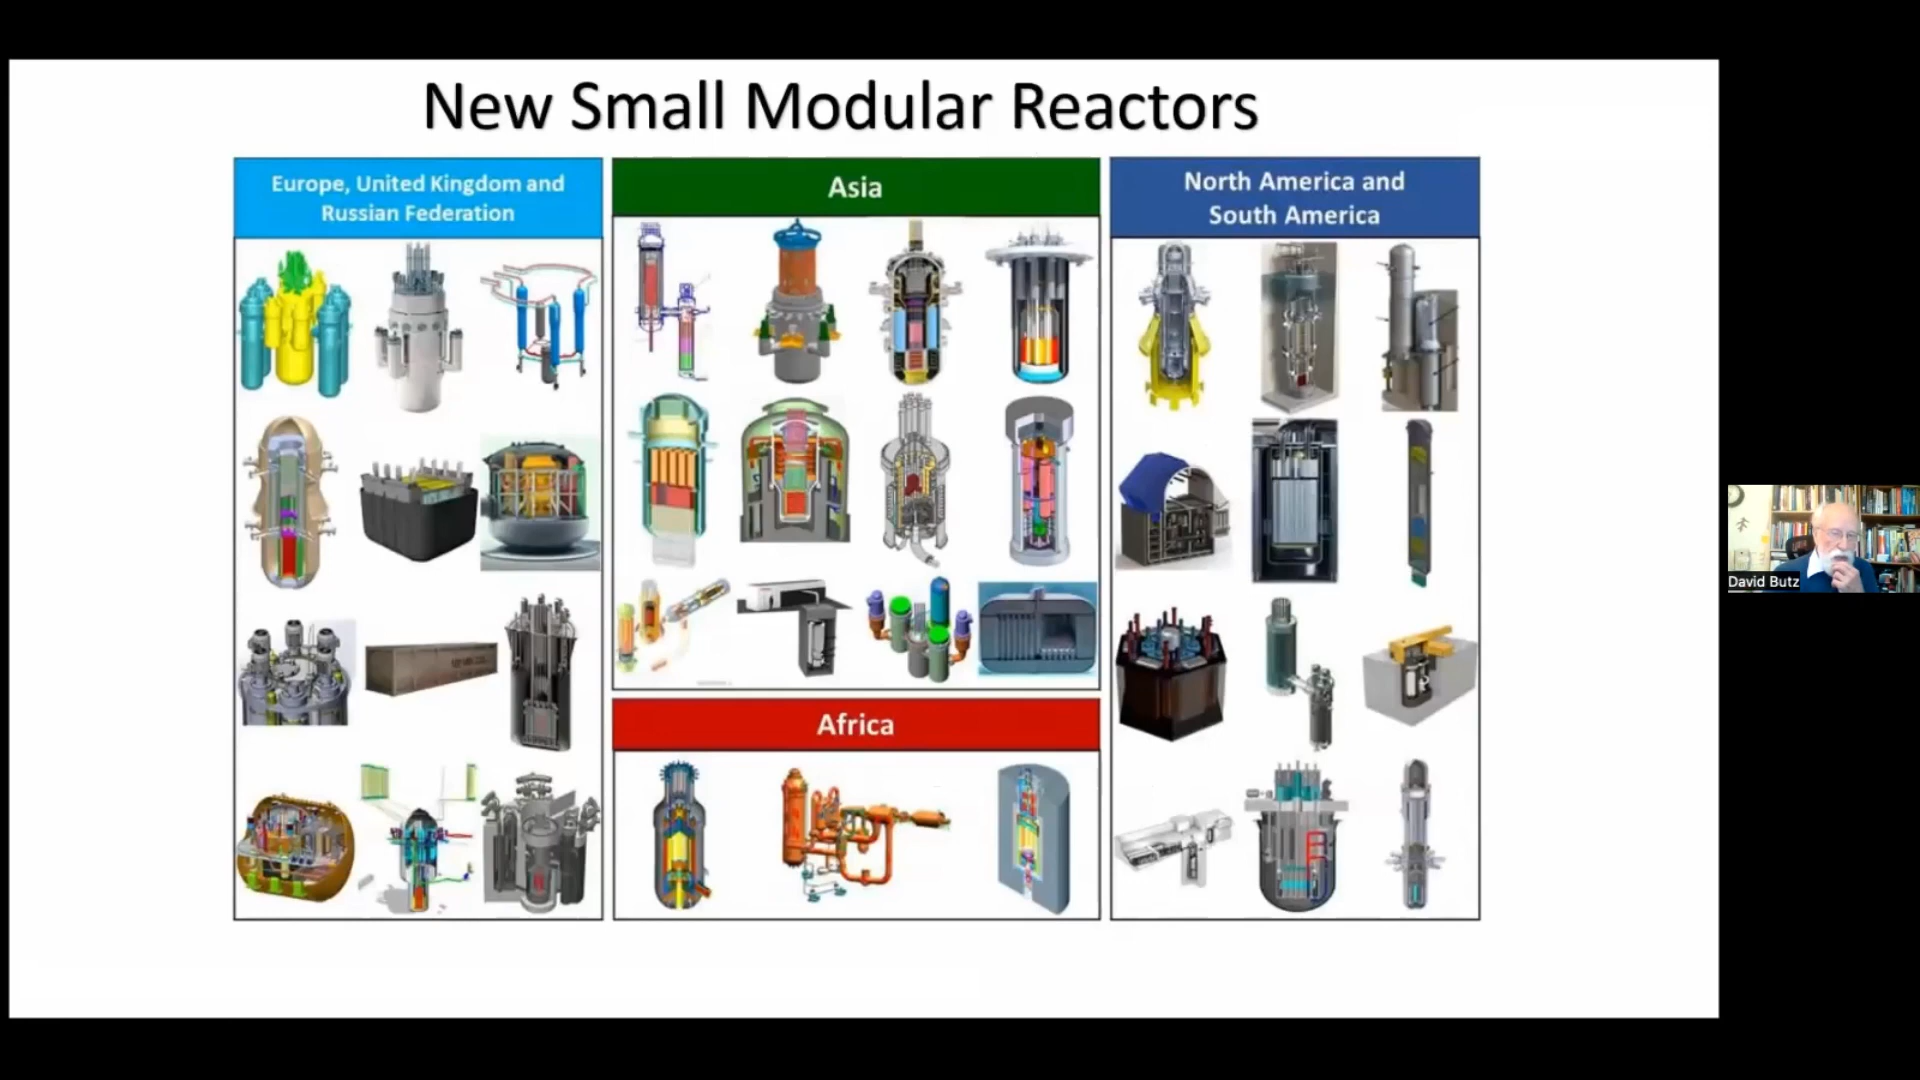 New Small Modular Reactors
Europe, United Kingdom and
Russian Federation
Asia
North America and
South America
Africa
David Butz